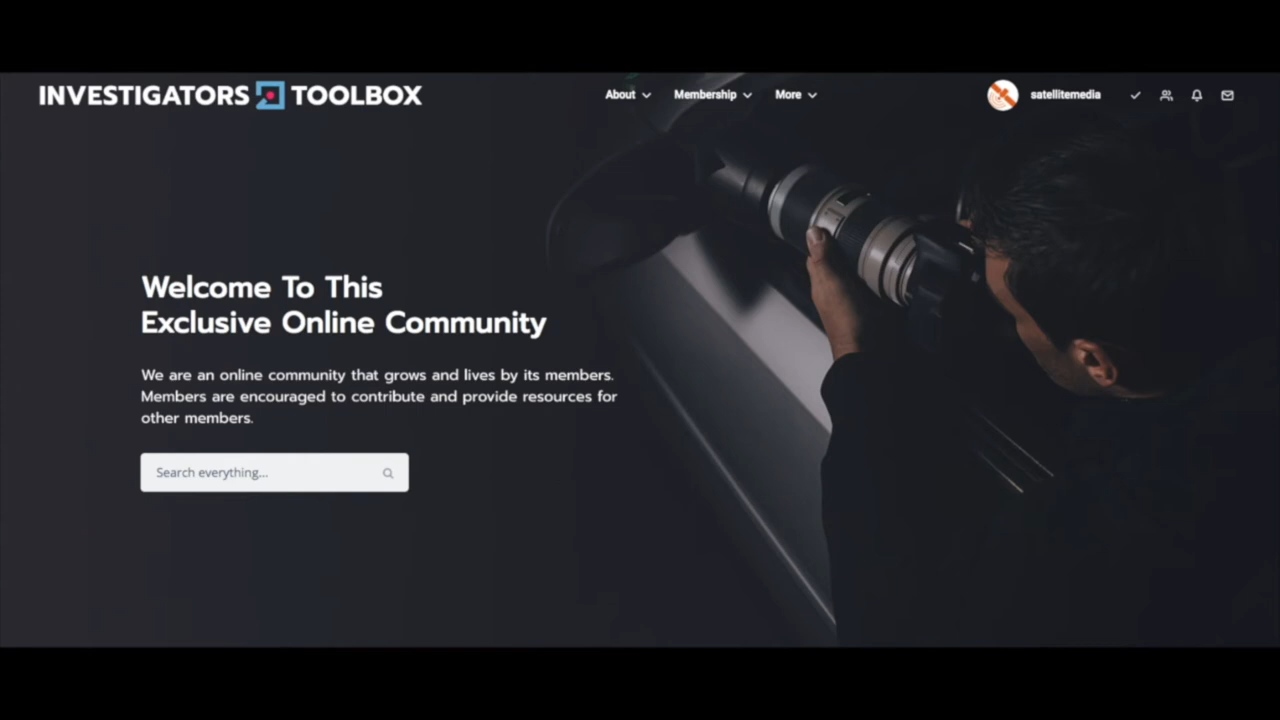 INVESTIGATORS TOOLBOX
About
Membership
More
satellitemedia
Welcome To This
Exclusive Online Community
We are an online community that grows and lives by its members.
Members are encouraged to contribute and provide resources for
other members.
Search everything...